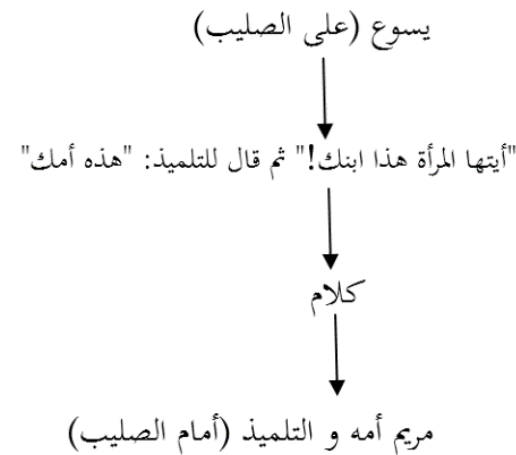 يسوع (على الصليب)
"أيتها المرأة هذا ابنك!" ثم قال للتلميذ: "هذه أمك"
كلام
مريم أمه و التلميذ (أمام الصليب)